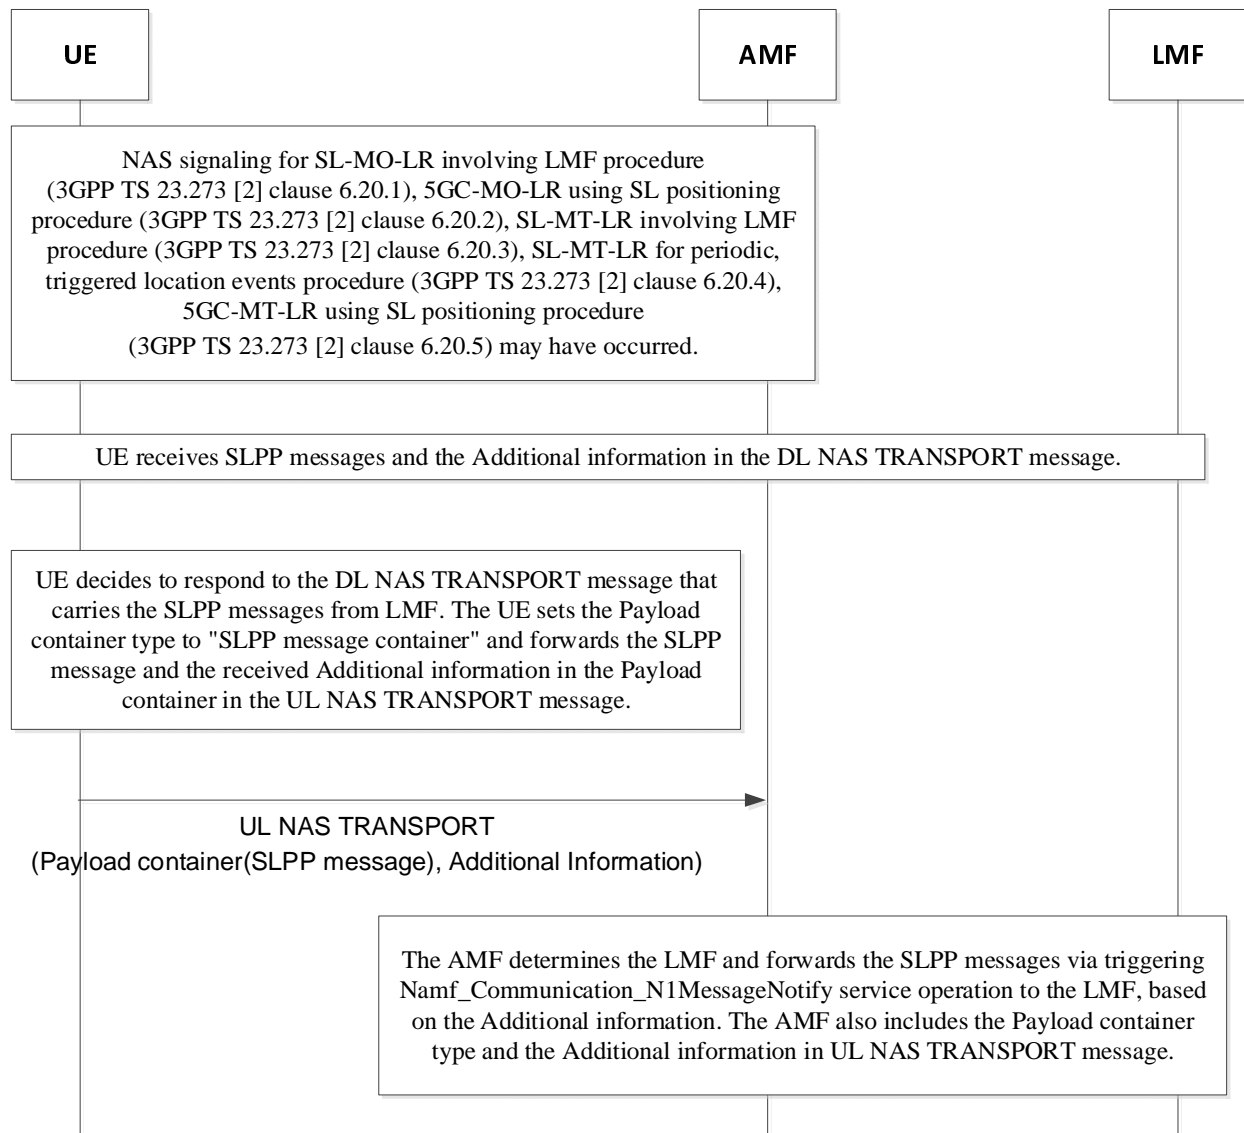 UE
AMF
LMF
NAS signaling for SL-MO-LR involving LMF procedure
(3GPP TS 23.273 [2] clause 6.20.1), 5GC-MO-LR using SL positioning
procedure (3GPP TS 23.273 [2] clause 6.20.2), SL-MT-LR involving LMF
procedure (3GPP TS 23.273 [2] clause 6.20.3), SL-MT-LR for periodic,
triggered location events procedure (3GPP TS 23.273 [2] clause 6.20.4),
5GC-MT-LR using SL positioning procedure
(3GPP TS 23.273 [2] clause 6.20.5) may have occurred.
UE receives SLPP messages and the Additional information in the DL NAS TRANSPORT message.
UE decides to respond to the DL NAS TRANSPORT message that
carries the SLPP messages from LMF. The UE sets the Payload
container type to "SLPP message container" and forwards the SLPP
message and the received Additional information in the Payload
container in the UL NAS TRANSPORT message.
UL NAS TRANSPORT
(Payload container(SLPP message), Additional Information)
The AMF determines the LMF and forwards the SLPP messages via triggering
Namf_Communication_N1MessageNotify service operation to the LMF, based
on the Additional information. The AMF also includes the Payload container
type and the Additional information in UL NAS TRANSPORT message.